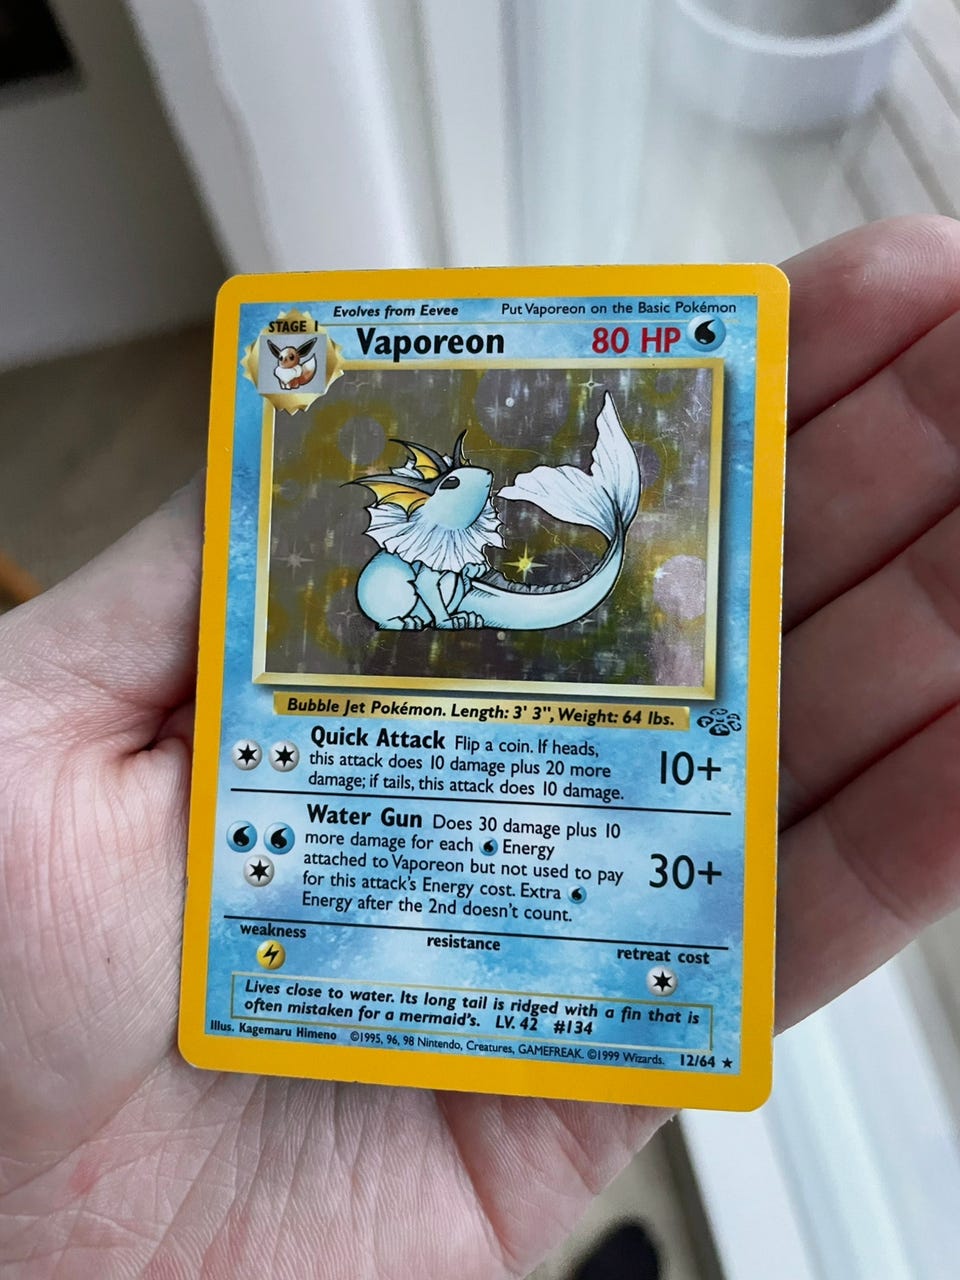 Evolves from Eevee Put Vaporeon on the Basic Pokémon
STAGE 1
Vaporeon 80 HP
Bubble Jet Pokémon. Length: 3' 3", Weight: 64 lbs.
Quick Attack Flip a coin. If heads,
this attack does 10 damage plus 20 more
damage; if tails, this attack does 10 damage.
10+
Water Gun Does 30 damage plus 10
more damage for each Energy
attached to Vaporeon but not used to pay
for this attack's Energy cost. Extra
Energy after the 2nd doesn't count.
30+
weakness resistance retreat cost
Lives close to water. Its long tail is ridged with a fin that is
often mistaken for a mermaid's. LV. 42 #134
Illus. Kagemaru Himeno ©1995, 96, 98 Nintendo, Creatures, GAMEFREAK. ©1999 Wizards. 12/64 ★